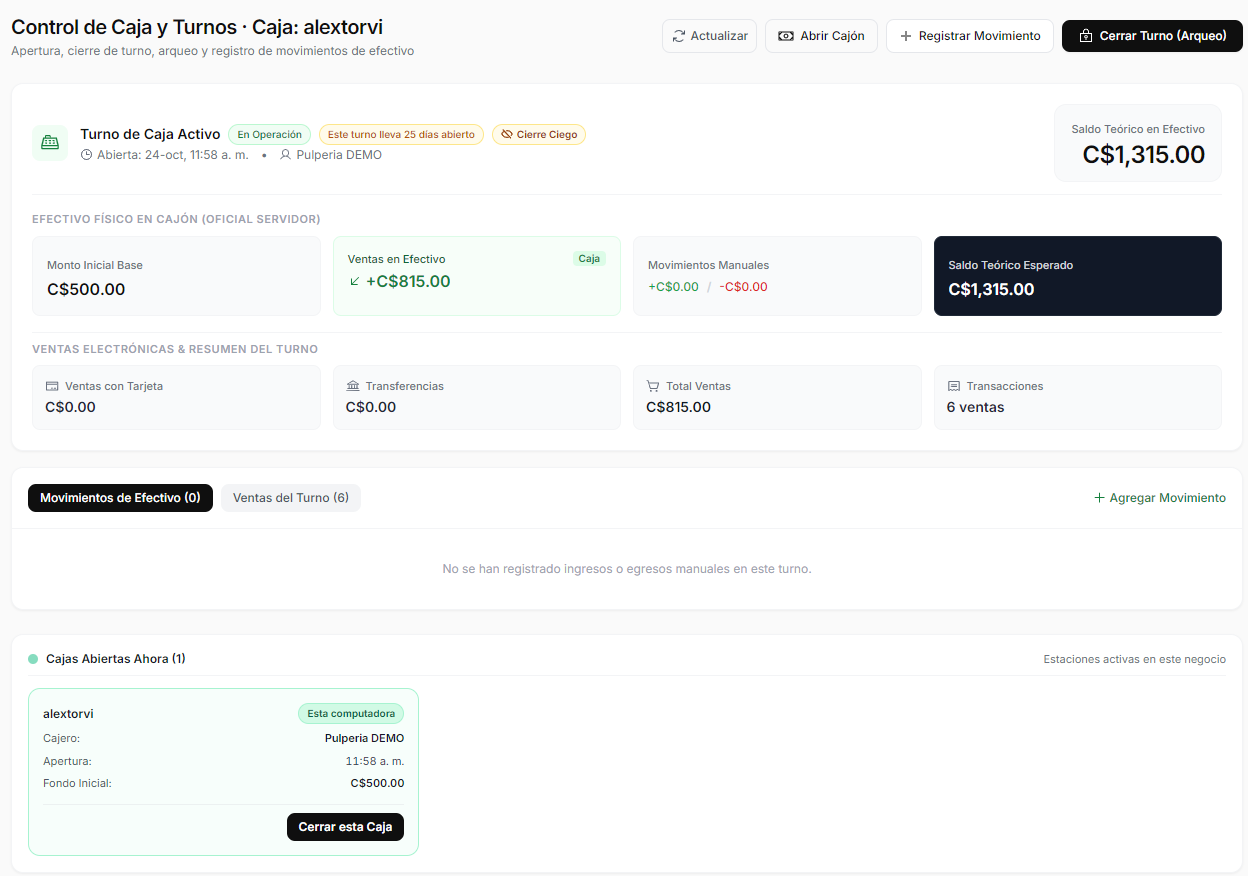 Control de Caja y Turnos · Caja: alextorvi
Apertura, cierre de turno, arqueo y registro de movimientos de efectivo
Actualizar
Abrir Cajón
Registrar Movimiento
Cerrar Turno (Arqueo)
Turno de Caja Activo
En Operación
Este turno lleva 25 días abierto
Cierre Ciego
Abierta: 24-oct, 11:58 a. m. • Pulperia DEMO
Saldo Teórico en Efectivo
C$1,315.00
EFECTIVO FÍSICO EN CAJÓN (OFICIAL SERVIDOR)
Monto Inicial Base
C$500.00
Ventas en Efectivo
Caja
+C$815.00
Movimientos Manuales
+C$0.00 / -C$0.00
Saldo Teórico Esperado
C$1,315.00
VENTAS ELECTRÓNICAS & RESUMEN DEL TURNO
Ventas con Tarjeta
C$0.00
Transferencias
C$0.00
Total Ventas
C$815.00
Transacciones
6 ventas
Movimientos de Efectivo (0)
Ventas del Turno (6)
+ Agregar Movimiento
No se han registrado ingresos o egresos manuales en este turno.
Cajas Abiertas Ahora (1)
Estaciones activas en este negocio
alextorvi
Esta computadora
Cajero: Pulperia DEMO
Apertura: 11:58 a. m.
Fondo Inicial: C$500.00
Cerrar esta Caja